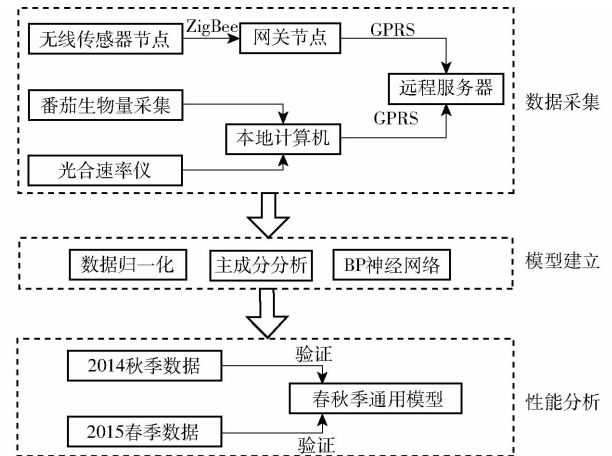 无线传感器节点
ZigBee
网关节点
GPRS
远程服务器
数据采集
番茄生物量采集
本地计算机
GPRS
光合速率仪
数据归一化
主成分分析
BP神经网络
模型建立
2014秋季数据
验证
春秋季通用模型
性能分析
2015春季数据
验证